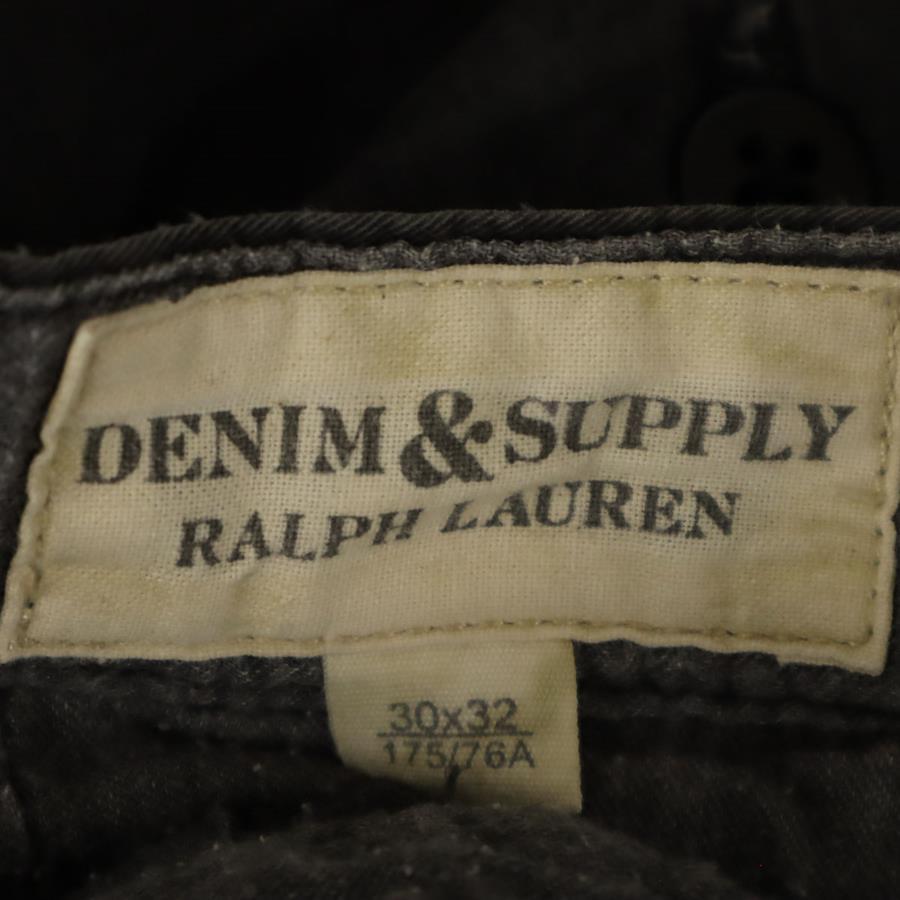 DENIM & SUPPLY
RALPH LAUREN
30x32
175/76A